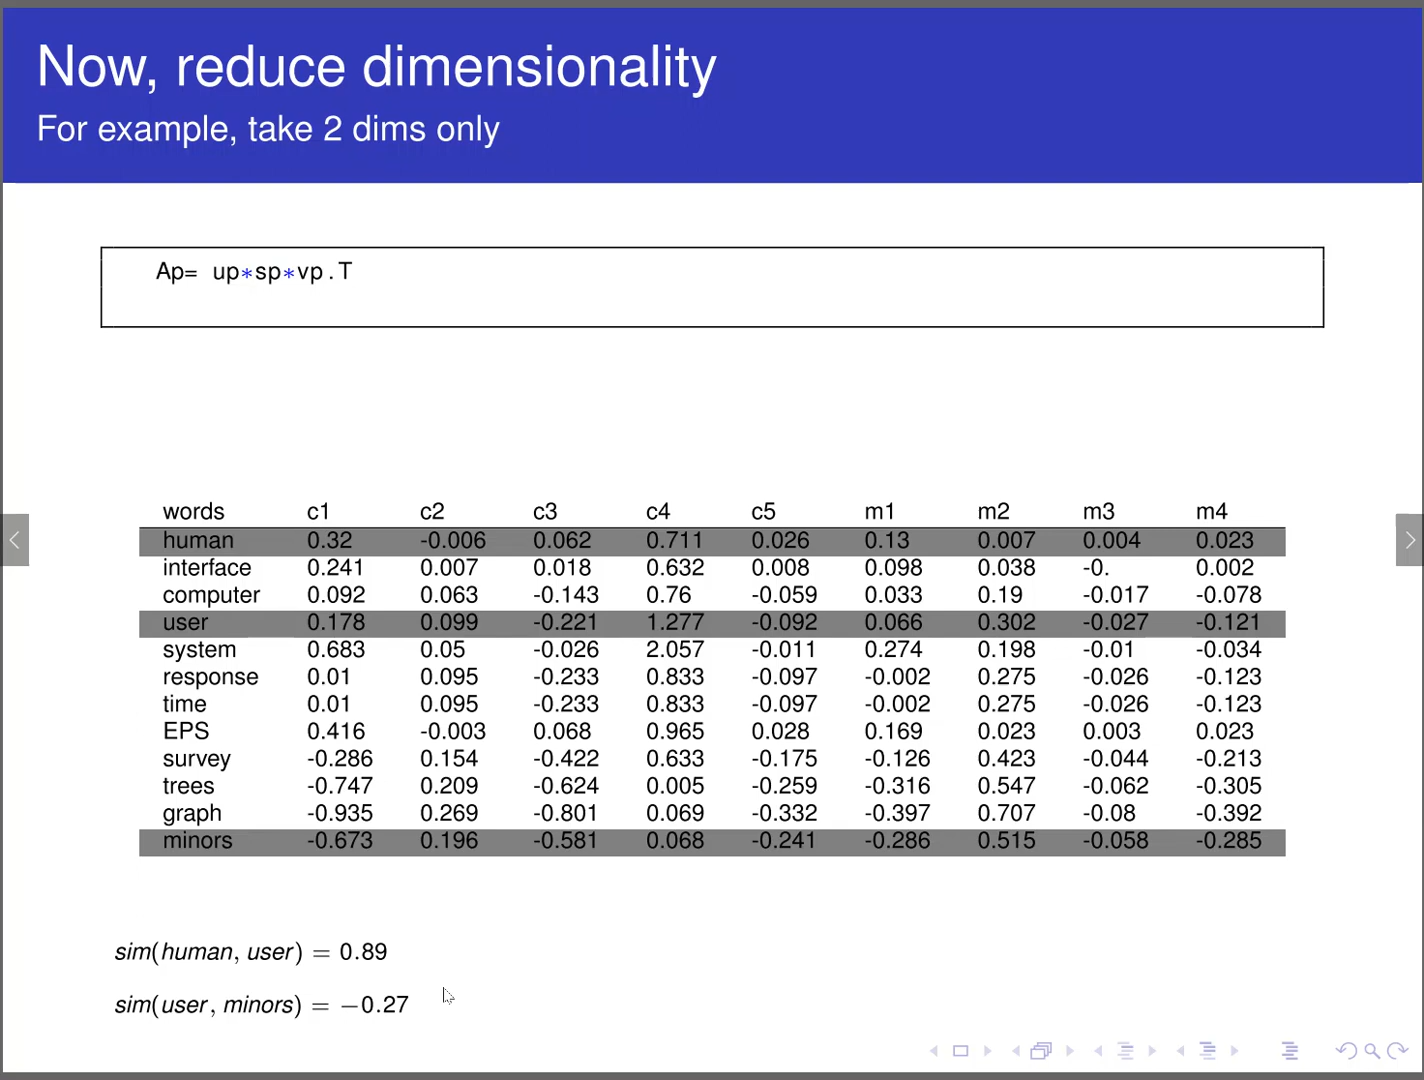 Now, reduce dimensionality
For example, take 2 dims only
Ap= up*sp*vp.T
words c1 c2 c3 c4 c5 m1 m2 m3 m4
human 0.32 -0.006 0.062 0.711 0.026 0.13 0.007 0.004 0.023
interface 0.241 0.007 0.018 0.632 0.008 0.098 0.038 -0. 0.002
computer 0.092 0.063 -0.143 0.76 -0.059 0.033 0.19 -0.017 -0.078
user 0.178 0.099 -0.221 1.277 -0.092 0.066 0.302 -0.027 -0.121
system 0.683 0.05 -0.026 2.057 -0.011 0.274 0.198 -0.01 -0.034
response 0.01 0.095 -0.233 0.833 -0.097 -0.002 0.275 -0.026 -0.123
time 0.01 0.095 -0.233 0.833 -0.097 -0.002 0.275 -0.026 -0.123
EPS 0.416 -0.003 0.068 0.965 0.028 0.169 0.023 0.003 0.023
survey -0.286 0.154 -0.422 0.633 -0.175 -0.126 0.423 -0.044 -0.213
trees -0.747 0.209 -0.624 0.005 -0.259 -0.316 0.547 -0.062 -0.305
graph -0.935 0.269 -0.801 0.069 -0.332 -0.397 0.707 -0.08 -0.392
minors -0.673 0.196 -0.581 0.068 -0.241 -0.286 0.515 -0.058 -0.285
sim(human, user) = 0.89
sim(user, minors) = −0.27